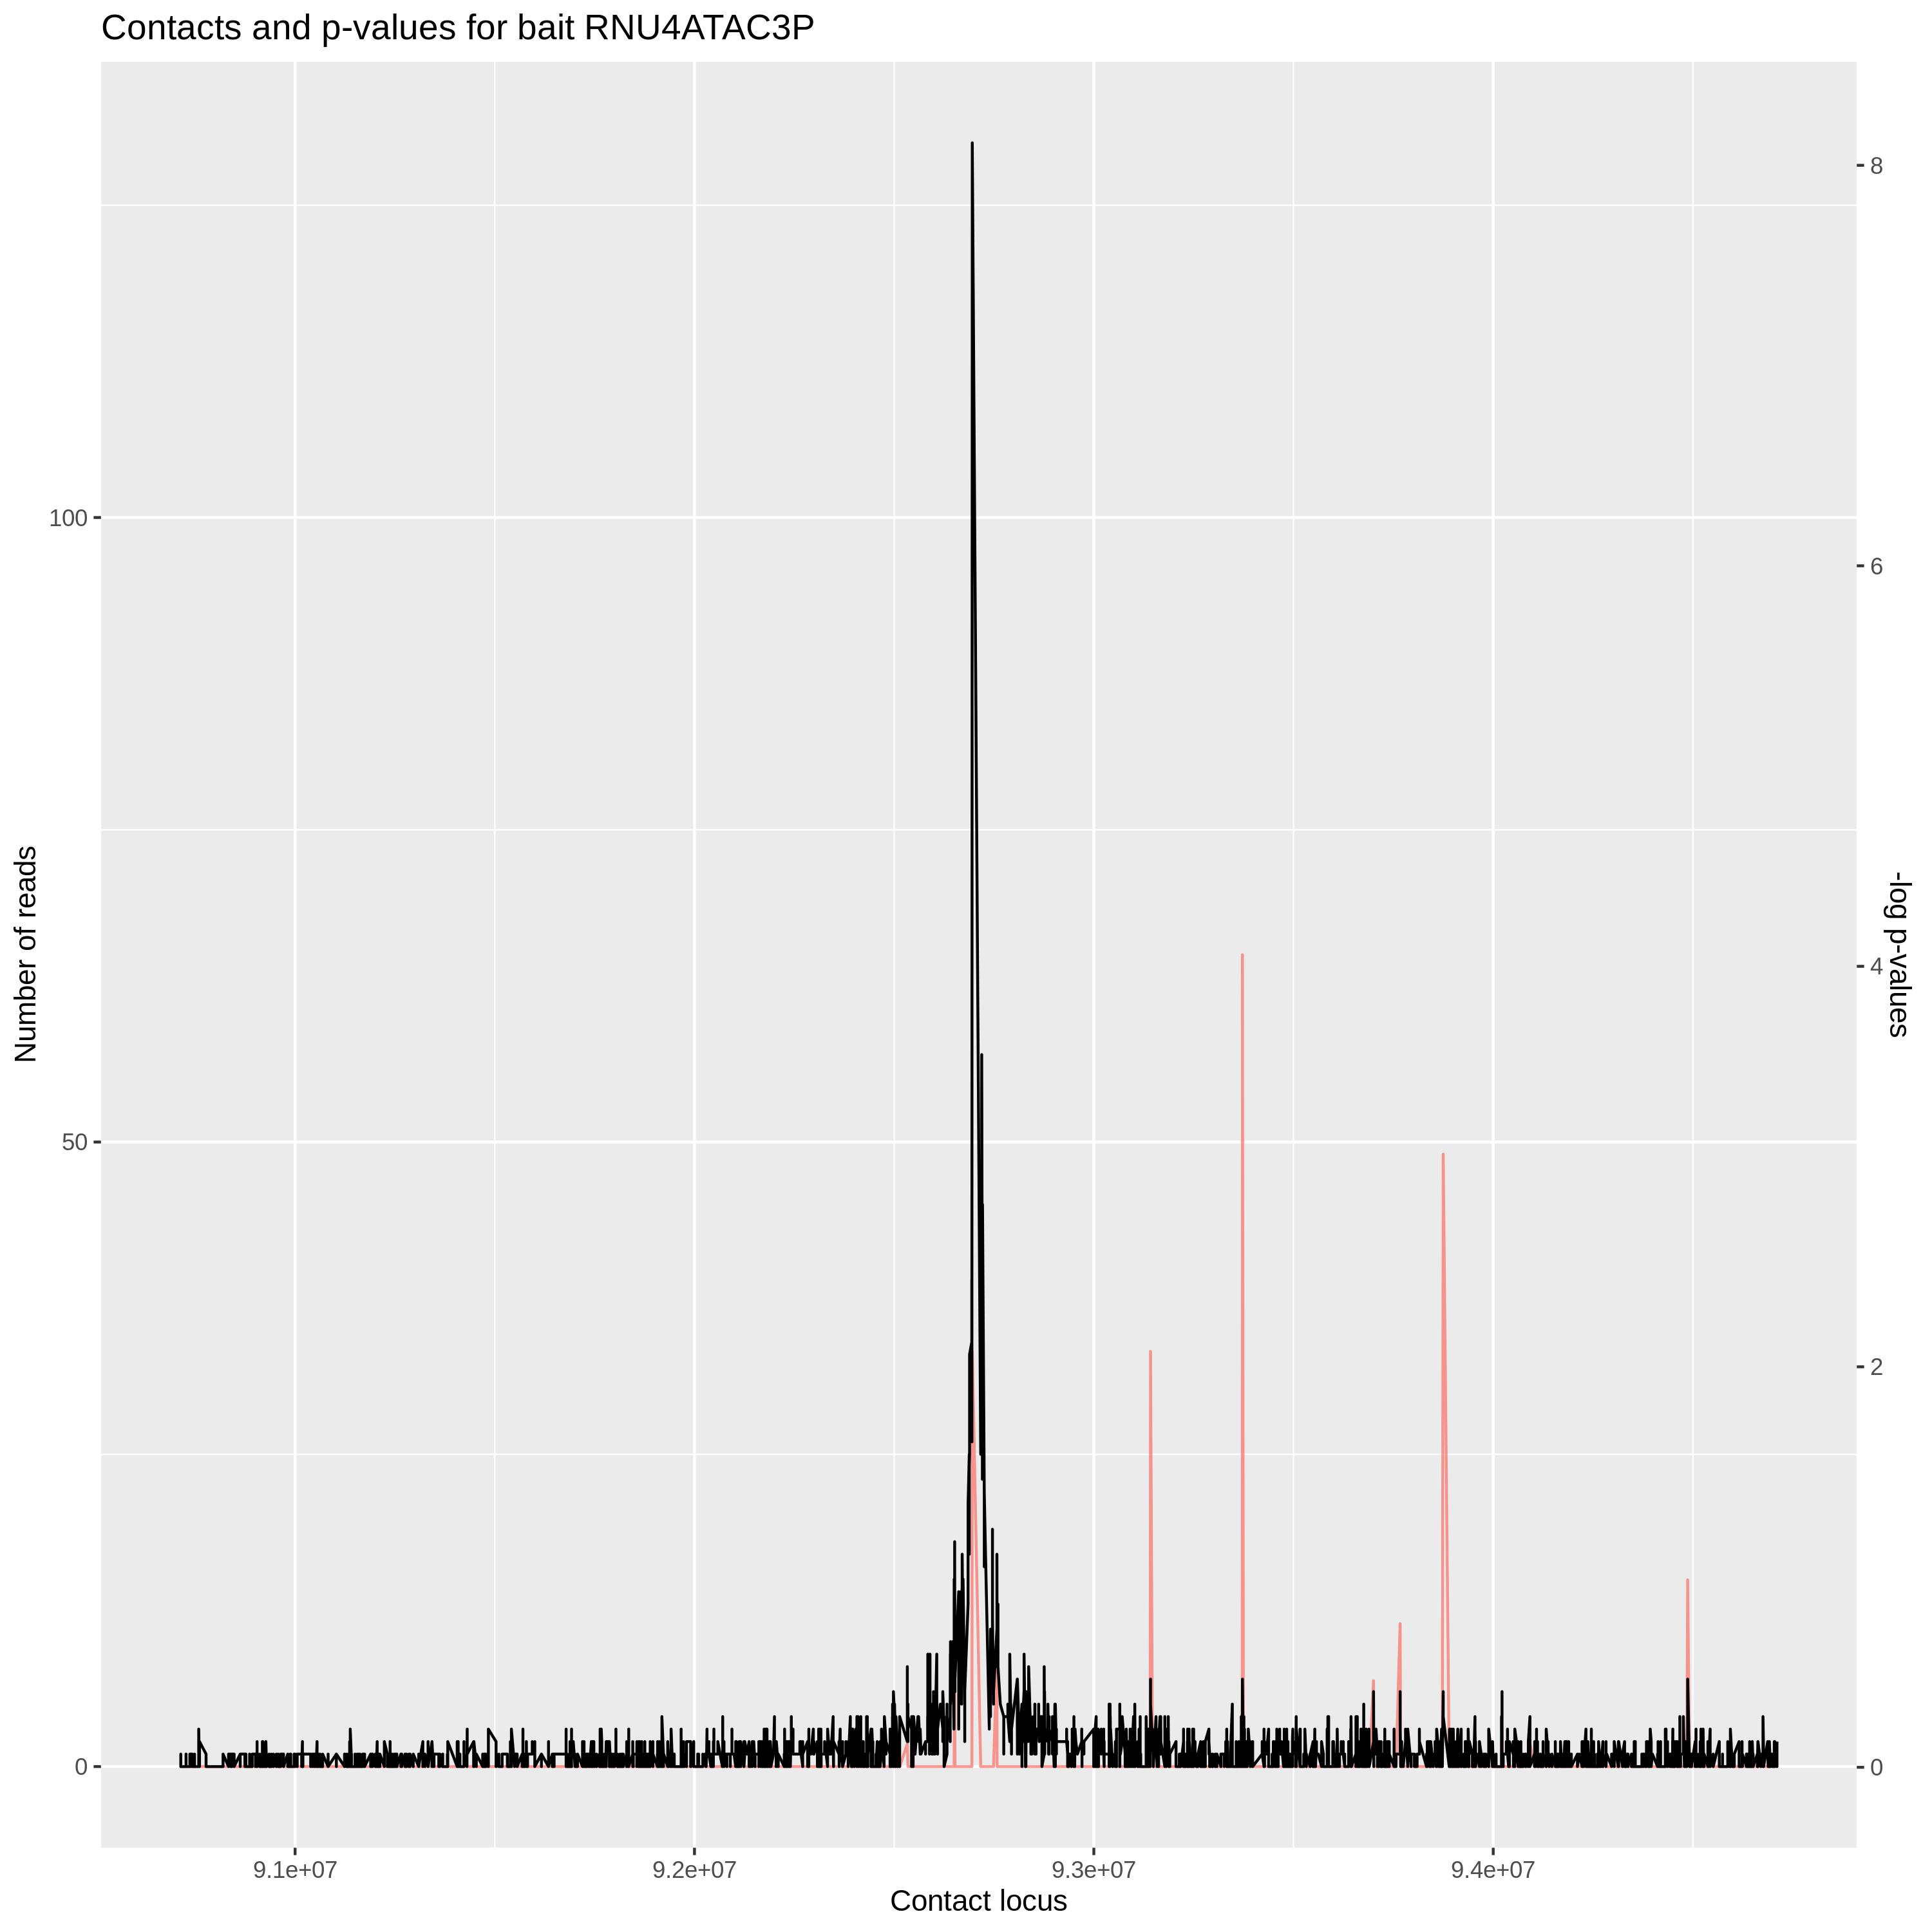 Contacts and p-values for bait RNU4ATAC3P
Number of reads
100
50
0
8
6
4
2
0
-log p-values
9.1e+07 9.2e+07 9.3e+07 9.4e+07
Contact locus